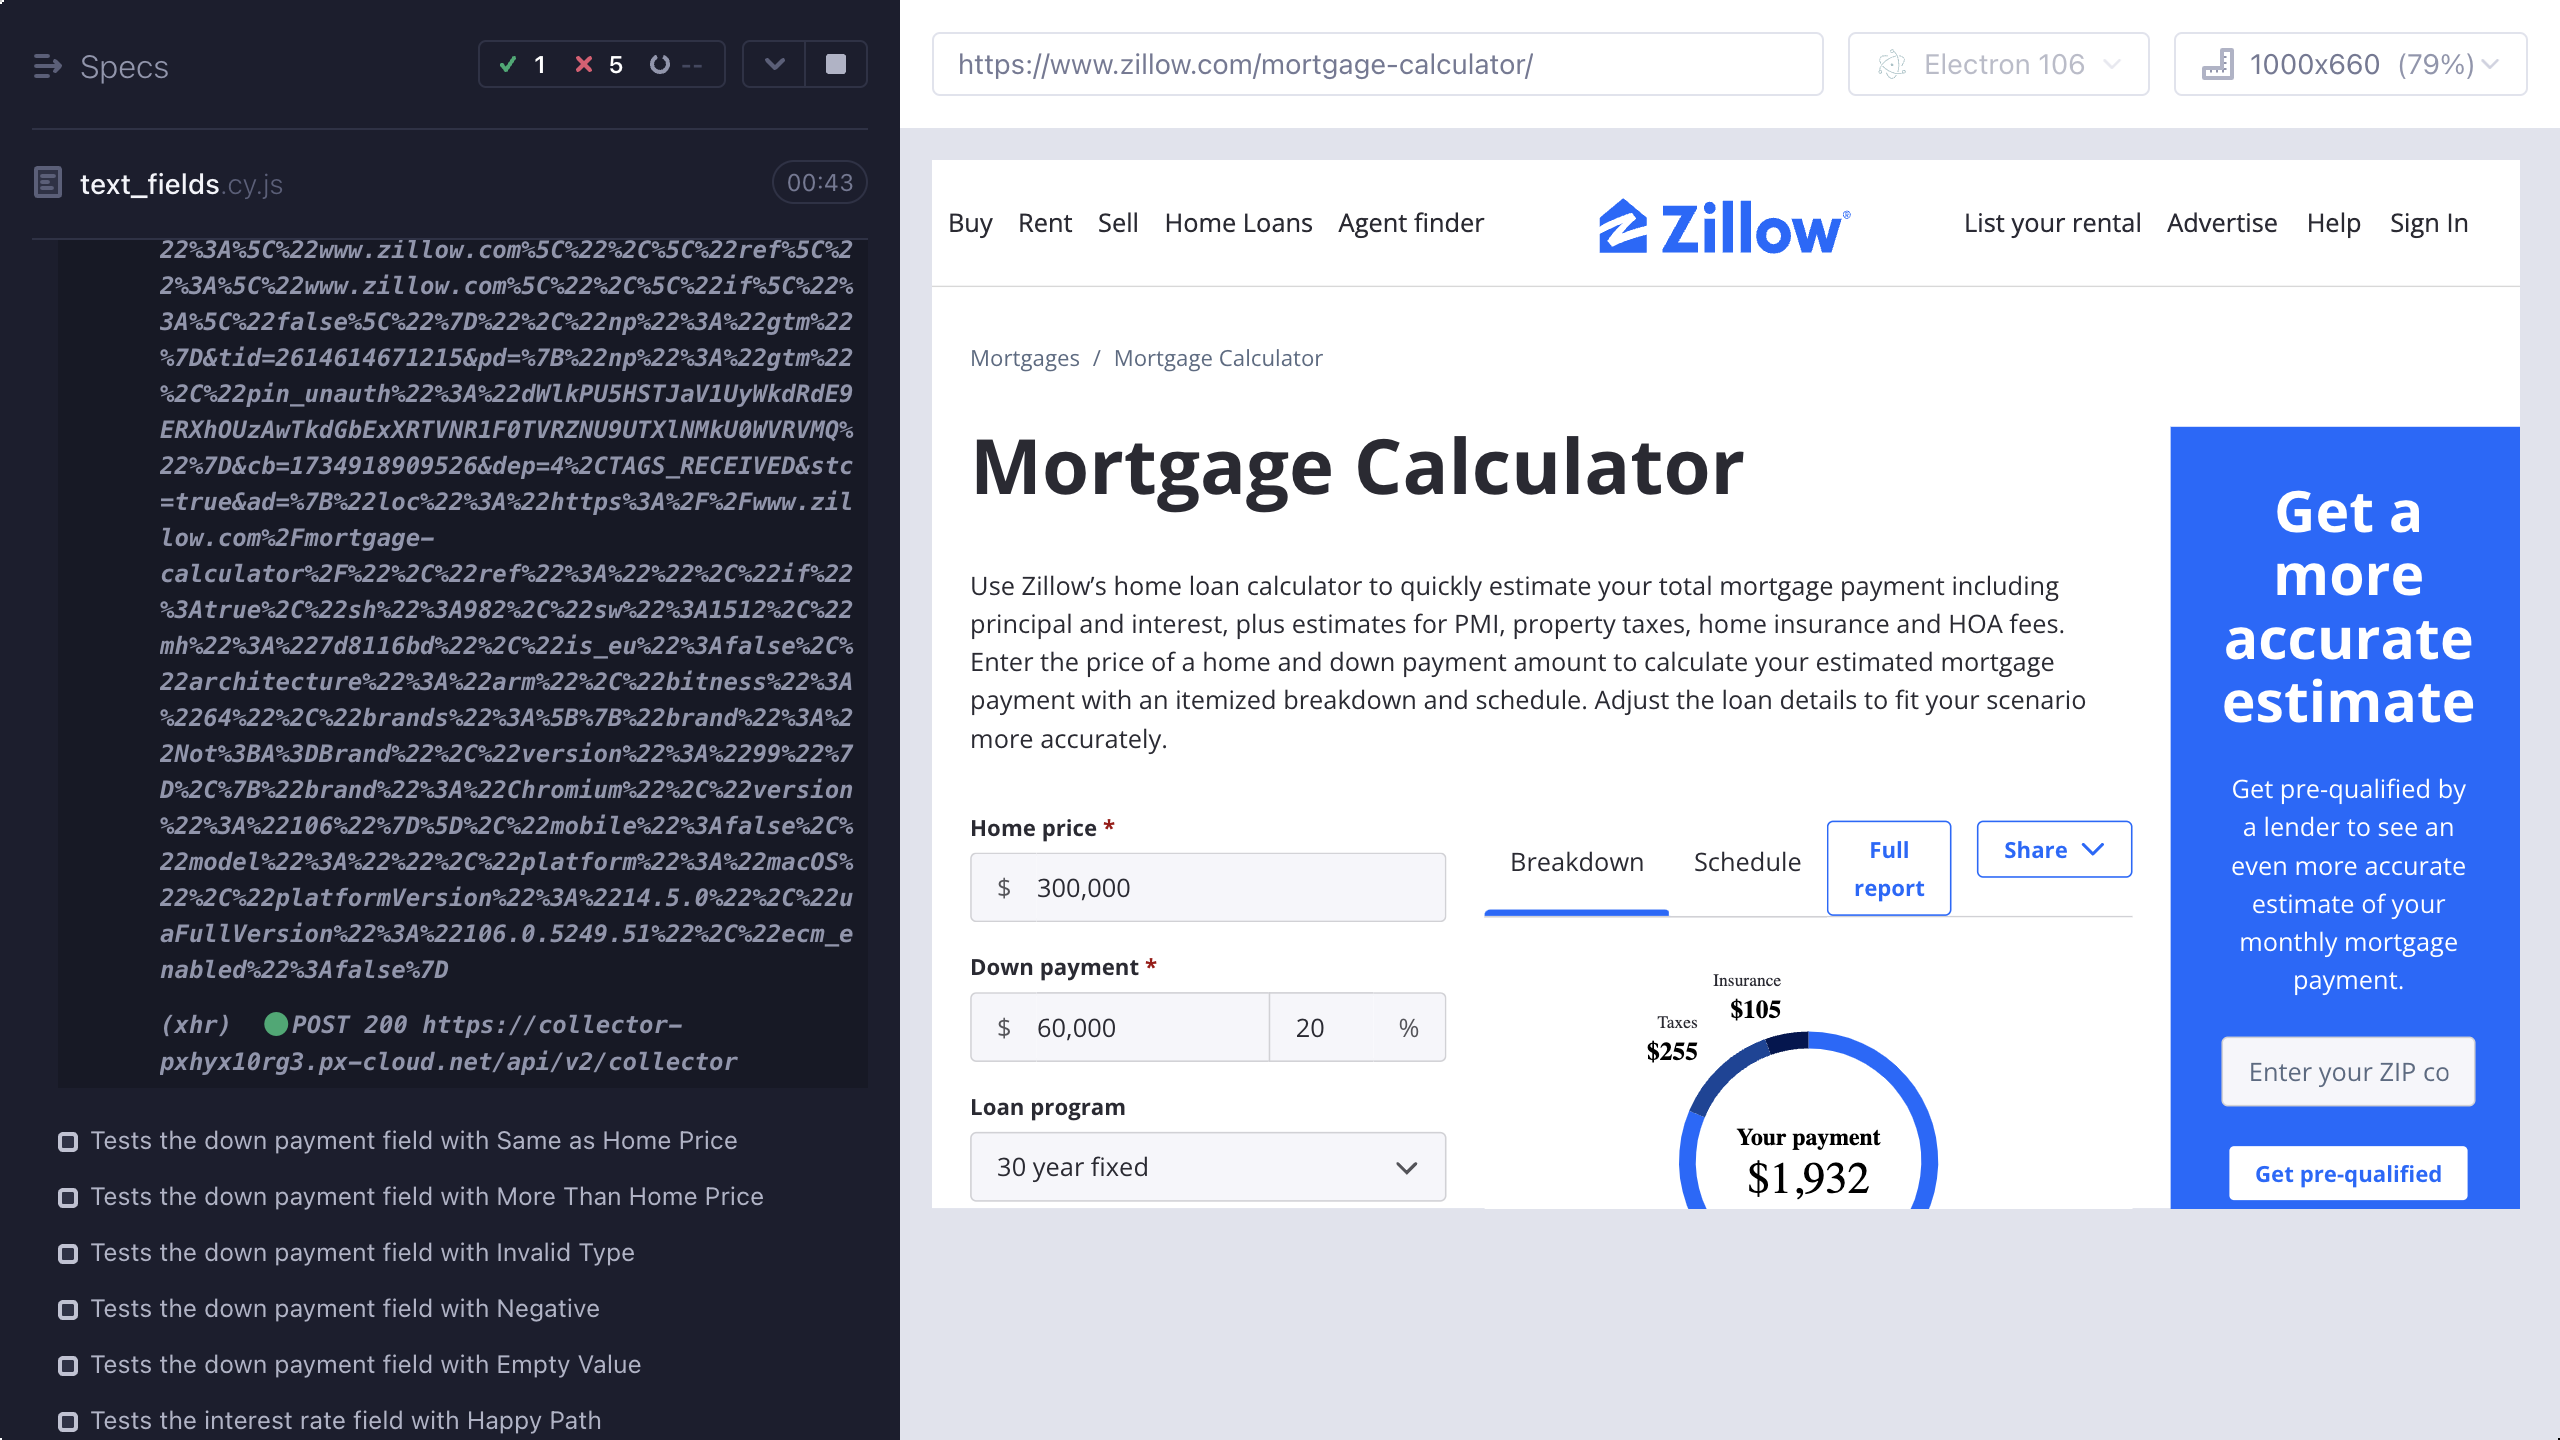 Specs
1
5
--
text_fields.cy.js
00:43
22%3A%5C%22www.zillow.com%5C%22%2C%5C%22ref%5C%2
2%3A%5C%22www.zillow.com%5C%22%2C%5C%22if%5C%22%
3A%5C%22false%5C%22%7D%22%2C%22np%22%3A%22gtm%22
%7D&tid=2614614671215&pd=%7B%22np%22%3A%22gtm%22
%2C%22pin_unauth%22%3A%22dWlkPU5HSTJaV1UyWkdRdE9
ERXhOUzAwTkdGbExXRTVNR1F0TVRZNU9UTXlNMkU0WVRVMQ%
22%7D&cb=1734918909526&dep=4%2CTAGS_RECEIVED&stc
=true&ad=%7B%22loc%22%3A%22https%3A%2F%2Fwww.zil
low.com%2Fmortgage-
calculator%2F%22%2C%22ref%22%3A%22%22%2C%22if%22
%3Atrue%2C%22sh%22%3A982%2C%22sw%22%3A1512%2C%22
mh%22%3A%227d8116bd%22%2C%22is_eu%22%3Afalse%2C%
22architecture%22%3A%22arm%22%2C%22bitness%22%3A
%2264%22%2C%22brands%22%3A%5B%7B%22brand%22%3A%2
2Not%3BA%3DBrand%22%2C%22version%22%3A%2299%22%7
D%2C%7B%22brand%22%3A%22Chromium%22%2C%22version
%22%3A%22106%22%7D%5D%2C%22mobile%22%3Afalse%2C%
22model%22%3A%22%22%2C%22platform%22%3A%22macOS%
22%2C%22platformVersion%22%3A%2214.5.0%22%2C%22u
aFullVersion%22%3A%22106.0.5249.51%22%2C%22ecm_e
nabled%22%3Afalse%7D
(xhr) POST 200 https://collector-
pxhyx10rg3.px-cloud.net/api/v2/collector
Tests the down payment field with Same as Home Price
Tests the down payment field with More Than Home Price
Tests the down payment field with Invalid Type
Tests the down payment field with Negative
Tests the down payment field with Empty Value
Tests the interest rate field with Happy Path
https://www.zillow.com/mortgage-calculator/
Electron 106
1000x660 (79%)
Buy Rent Sell Home Loans Agent finder
Zillow®
List your rental Advertise Help Sign In
Mortgages / Mortgage Calculator
Mortgage Calculator
Use Zillow’s home loan calculator to quickly estimate your total mortgage payment including
principal and interest, plus estimates for PMI, property taxes, home insurance and HOA fees.
Enter the price of a home and down payment amount to calculate your estimated mortgage
payment with an itemized breakdown and schedule. Adjust the loan details to fit your scenario
more accurately.
Home price *
$ 300,000
Down payment *
$ 60,000
20 %
Loan program
30 year fixed
Breakdown
Schedule
Full
report
Share
Insurance
$105
Taxes
$255
Your payment
$1,932
Get a
more
accurate
estimate
Get pre-qualified by
a lender to see an
even more accurate
estimate of your
monthly mortgage
payment.
Enter your ZIP co
Get pre-qualified